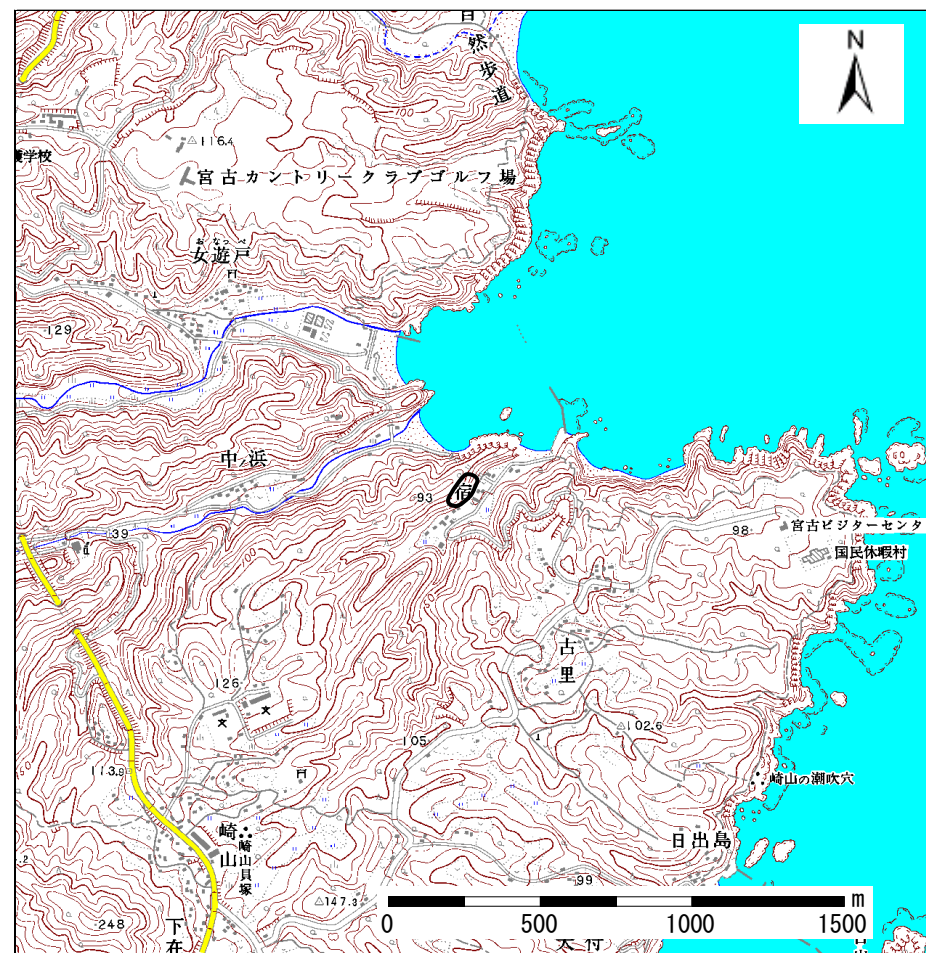 自然歩道
N
116.4
護学校
宮古カントリークラブゴルフ場
おなっぺ
女遊戸
129
中ノ浜
93
宿
39
98
宮古ビジターセンタ
国民休暇村
古里
126
102.6
105
113.9
崎山の潮吹穴
崎山
崎山貝塚
日出島
99
147.3
248
下在
0 500 1000 1500 m